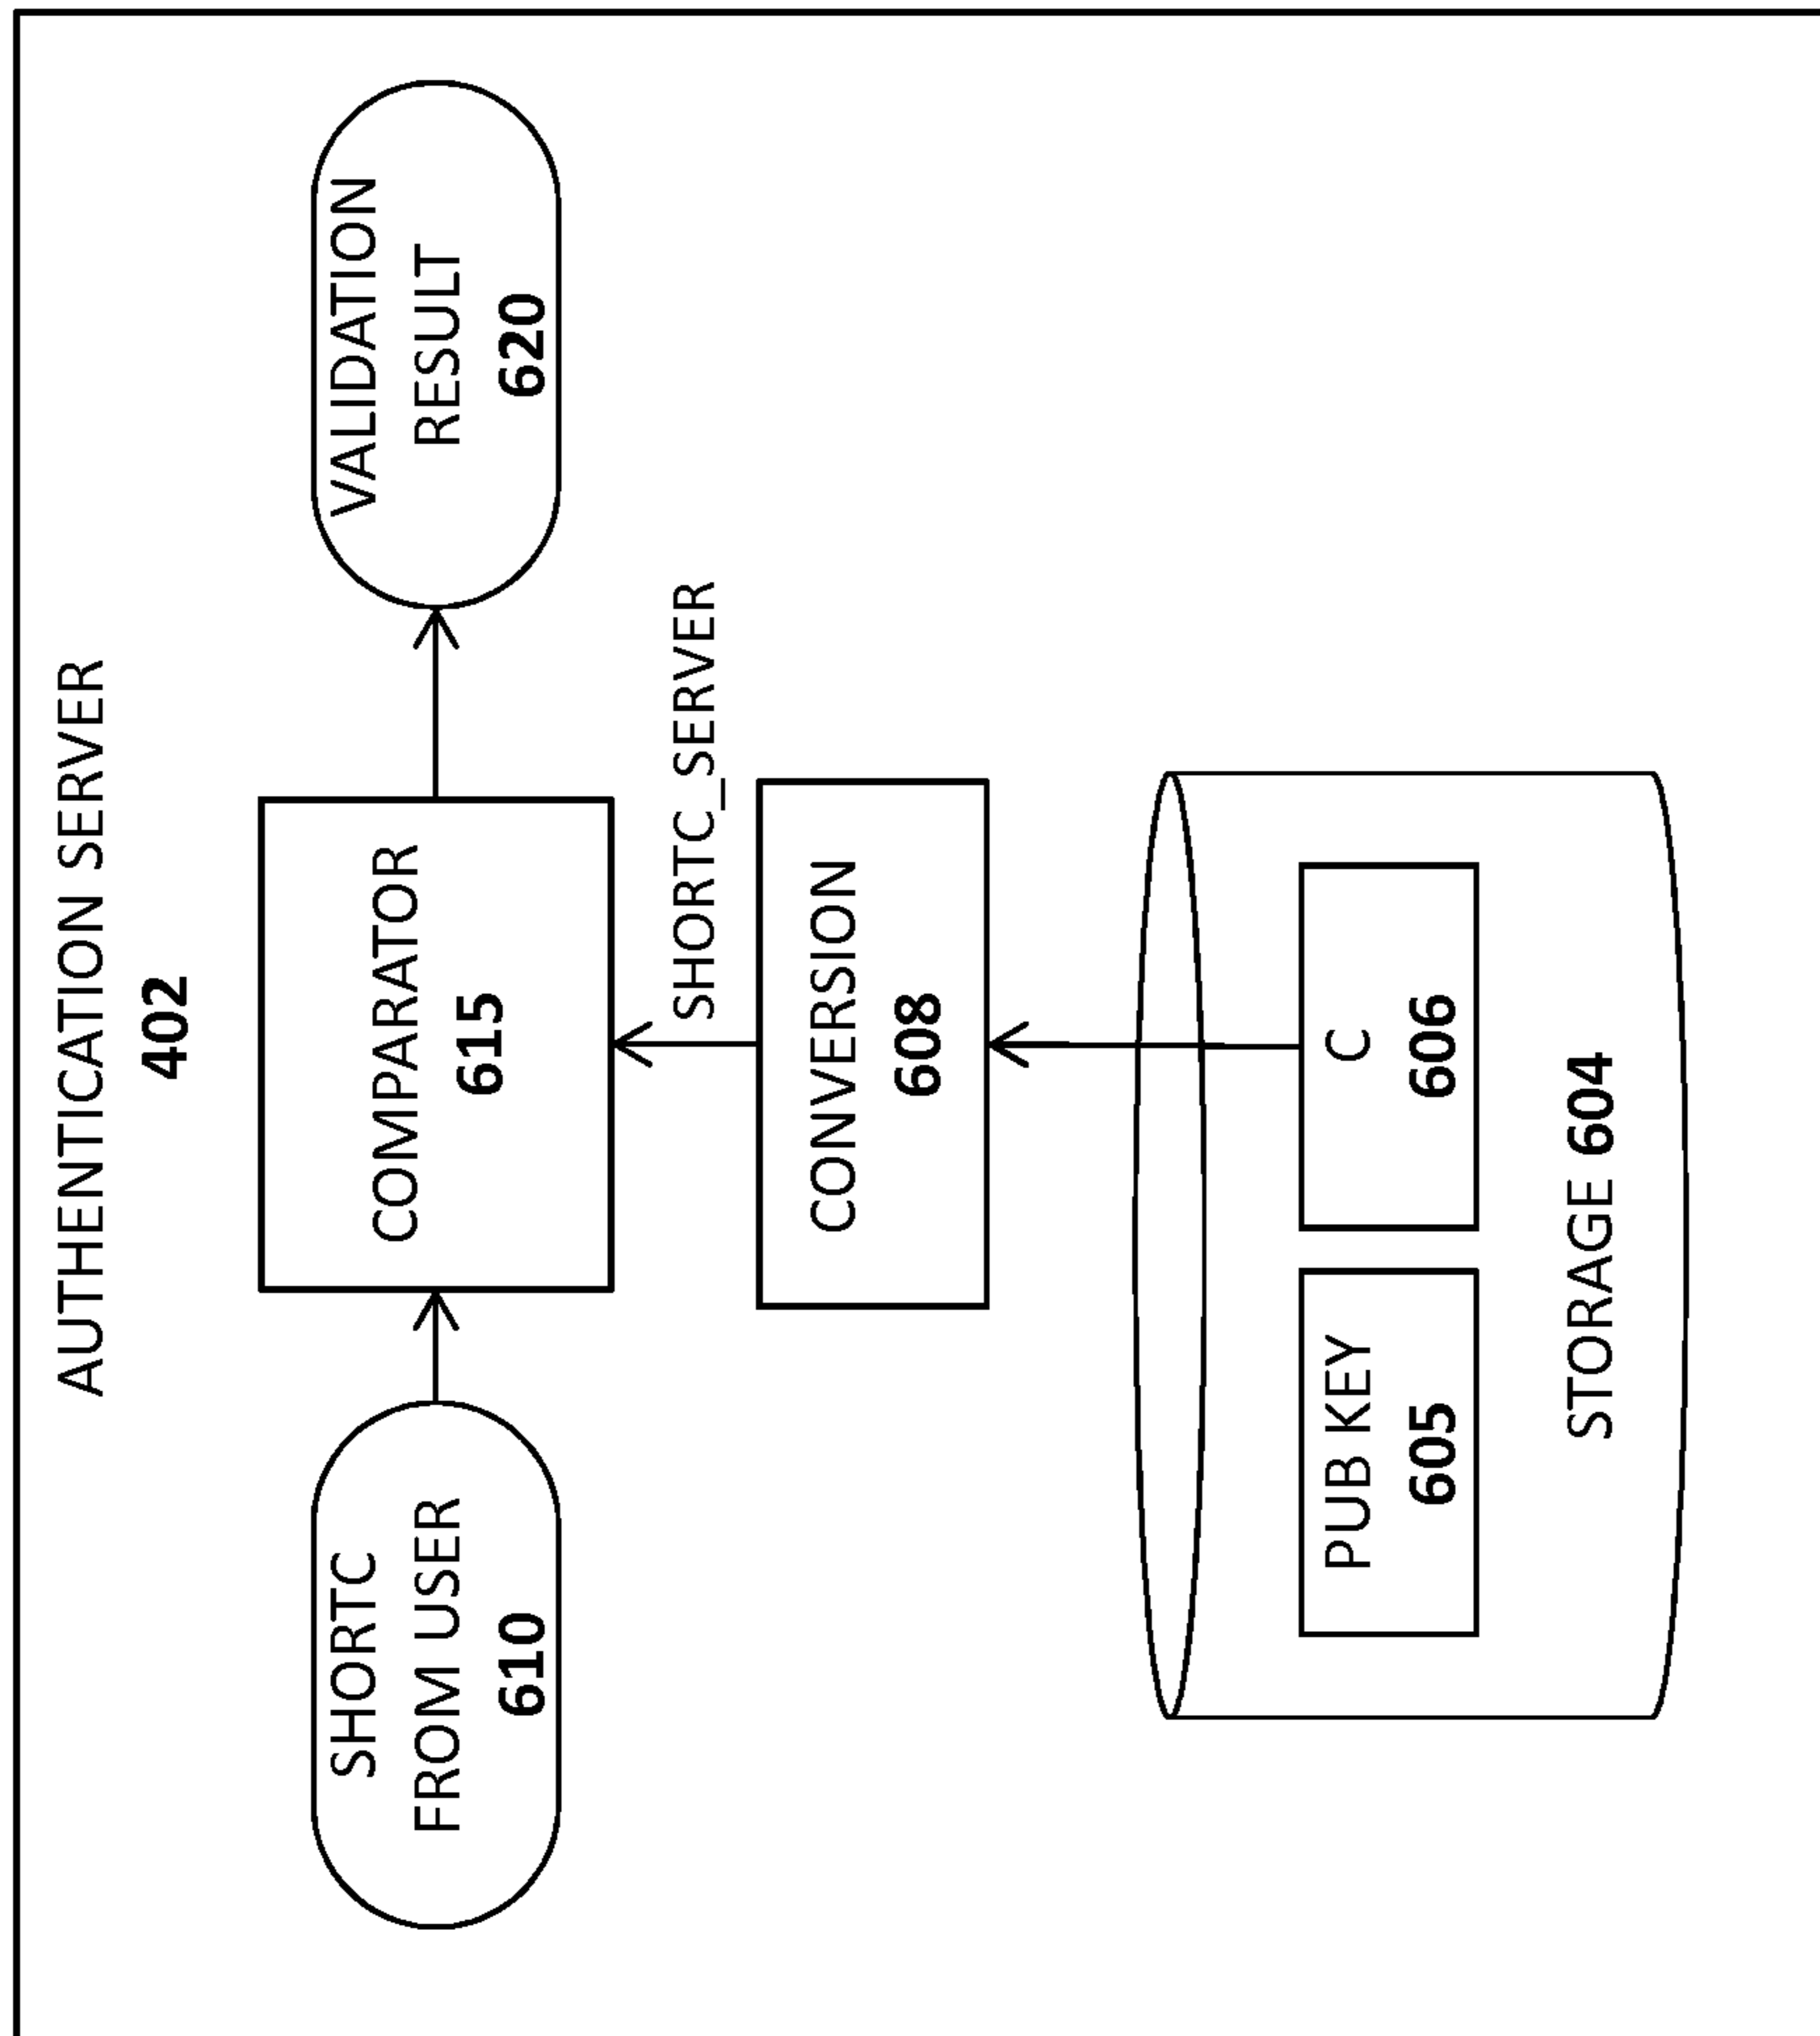 AUTHENTICATION SERVER
402
SHORTC
FROM USER
610
COMPARATOR
615
VALIDATION
RESULT
620
SHORTC_SERVER
CONVERSION
608
PUB KEY
605
C
606
STORAGE 604